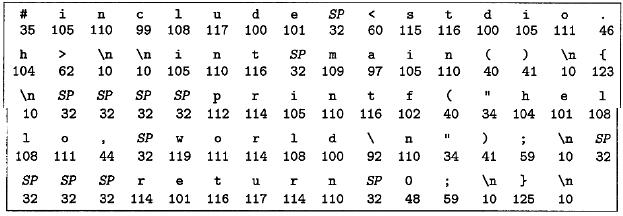 # i n c l u d e SP < s t d i o .
35 105 110 99 108 117 100 101 32 60 115 116 100 105 111 46
h > \n \n i n t SP m a i n ( ) \n {
104 62 10 10 105 110 116 32 109 97 105 110 40 41 10 123
\n SP SP SP SP p r i n t f ( " h e l
10 32 32 32 32 112 114 105 110 116 102 40 34 104 101 108
l o , SP w o r l d \ n " ) ; \n SP
108 111 44 32 119 111 114 108 100 92 110 34 41 59 10 32
SP SP SP r e t u r n SP 0 ; \n } \n
32 32 32 114 101 116 117 114 110 32 48 59 10 125 10